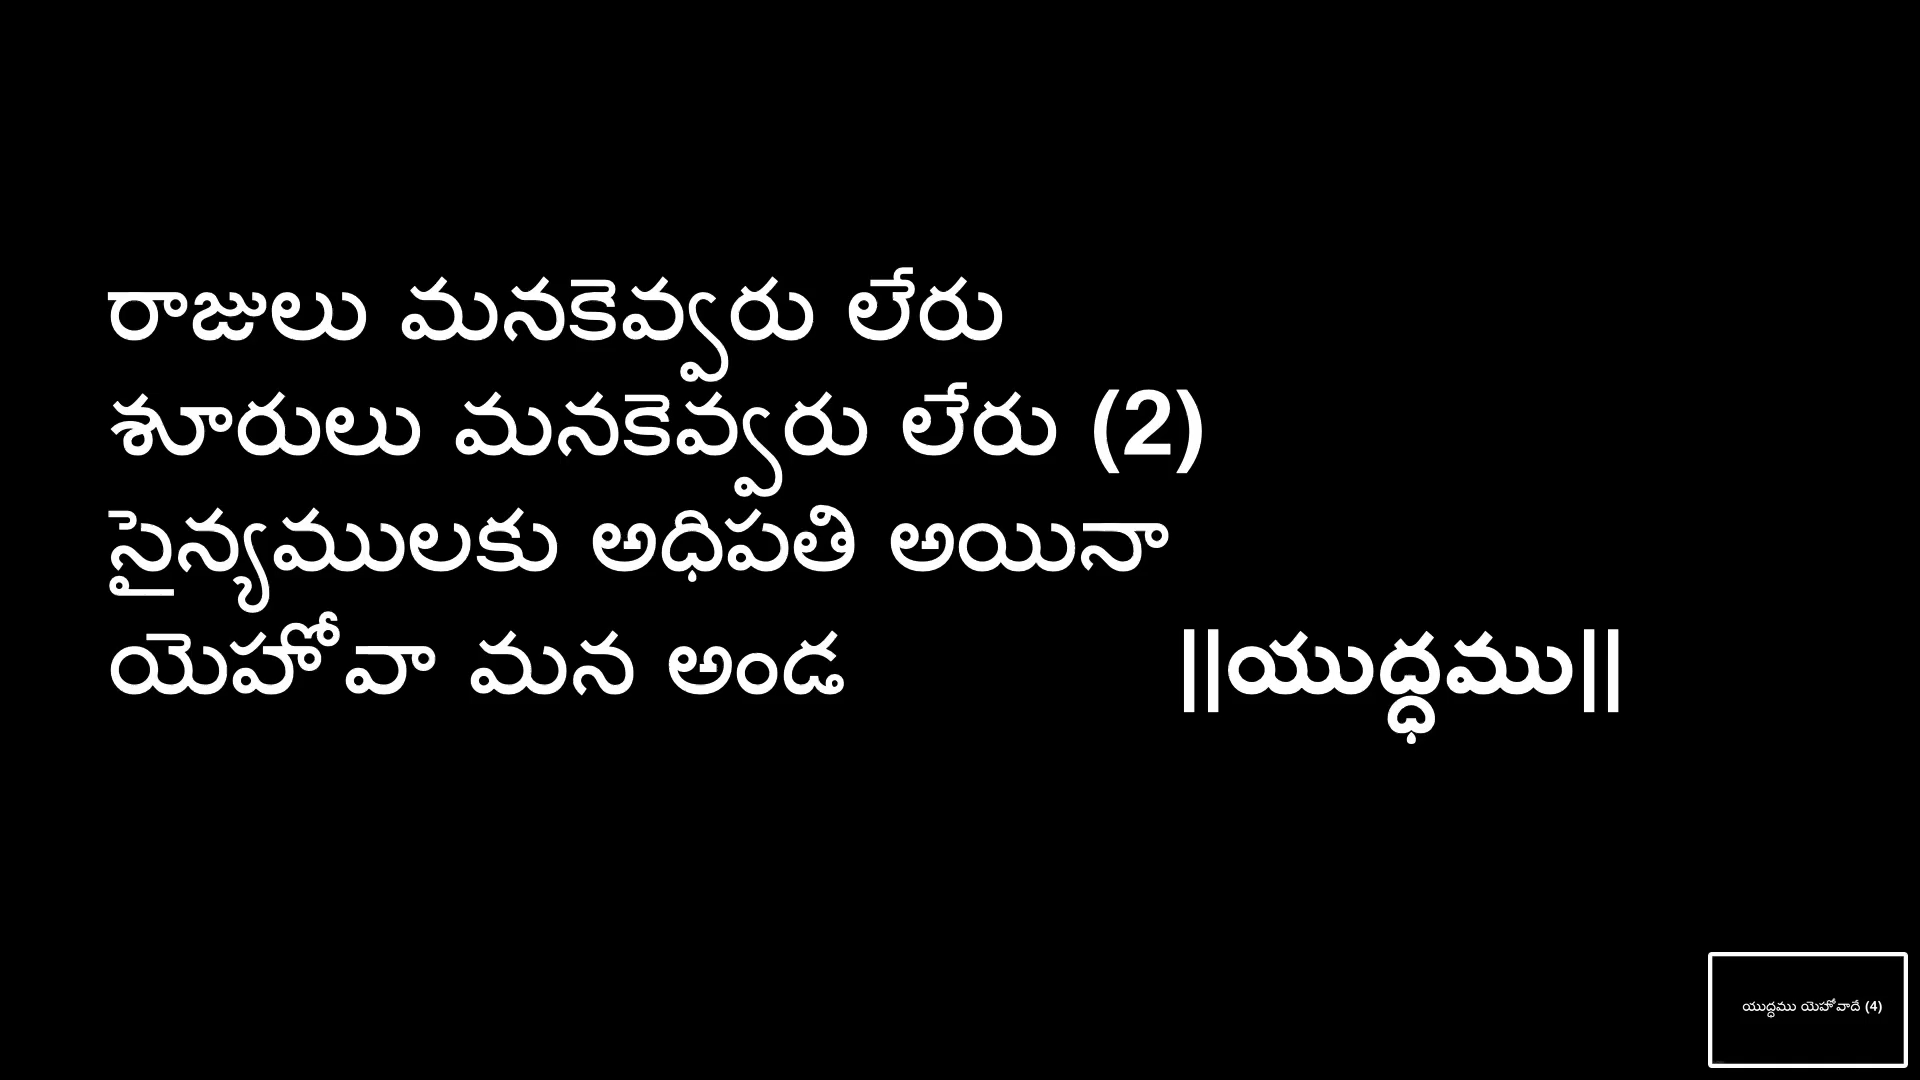 రాజులు మనకెవ్వరు లేరు
శూరులు మనకెవ్వరు లేరు (2)
సైన్యములకు అధిపతి అయినా
యెహోవా మన అండ ||యుద్ధము||
యుద్ధము యెహోవాదే (4)